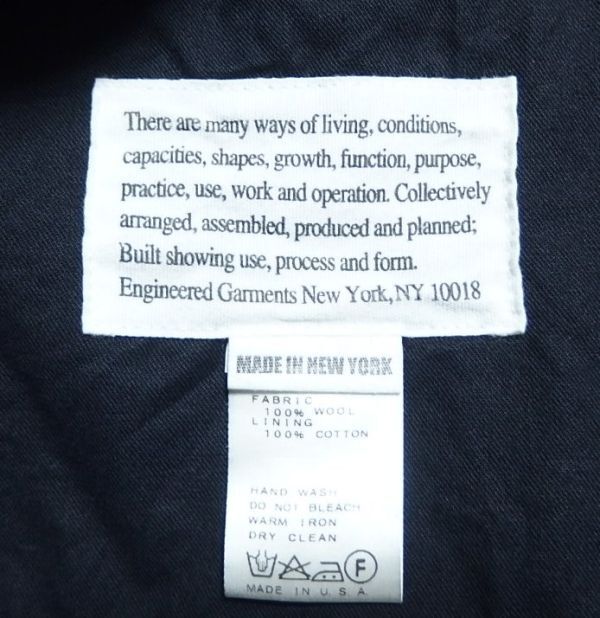 There are many ways of living, conditions,
capacities, shapes, growth, function, purpose,
practice, use, work and operation. Collectively
arranged, assembled, produced and planned;
Built showing use, process and form.
Engineered Garments New York, NY 10018
MADE IN NEW YORK
FABRIC
100% WOOL
LINING
100% COTTON
HAND WASH
DO NOT BLEACH
WARM IRON
DRY CLEAN
F
MADE IN U.S.A